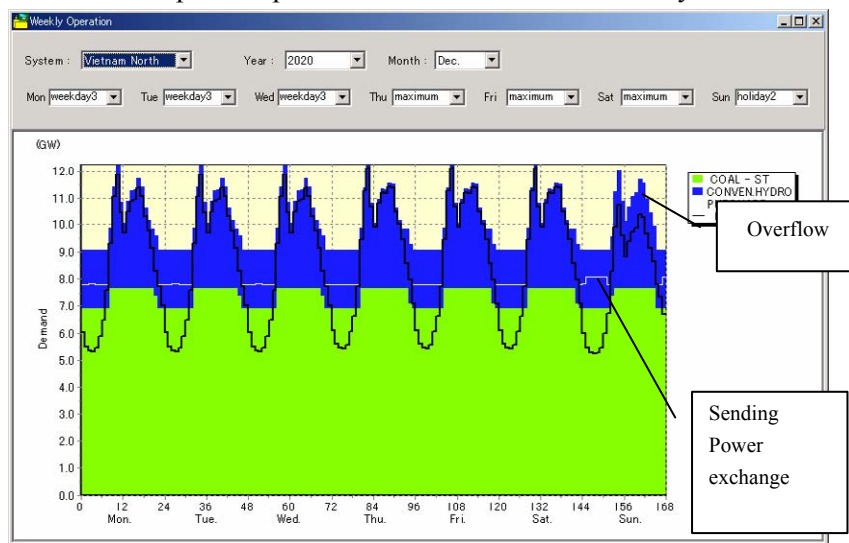 Weekly Operation
System : Vietnam North Year : 2020 Month : Dec.
Mon weekday3 Tue weekday3 Wed weekday3 Thu maximum Fri maximum Sat maximum Sun holiday2
(GW)
12.0
11.0
10.0
9.0
8.0
7.0
6.0
5.0
4.0
3.0
2.0
1.0
0.0
Demand
0 12 24 36 48 60 72 84 96 108 120 132 144 156 168
Mon. Tue. Wed. Thu. Fri. Sat. Sun.
COAL - ST
CONVEN.HYDRO
Overflow
Sending
Power
exchange